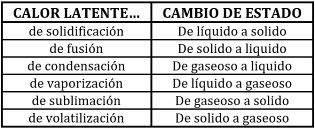 CALOR LATENTE... CAMBIO DE ESTADO
de solidificación De líquido a solido
de fusión De solido a liquido
de condensación De gaseoso a liquido
de vaporización De líquido a gaseoso
de sublimación De gaseoso a solido
de volatilización De solido a gaseoso